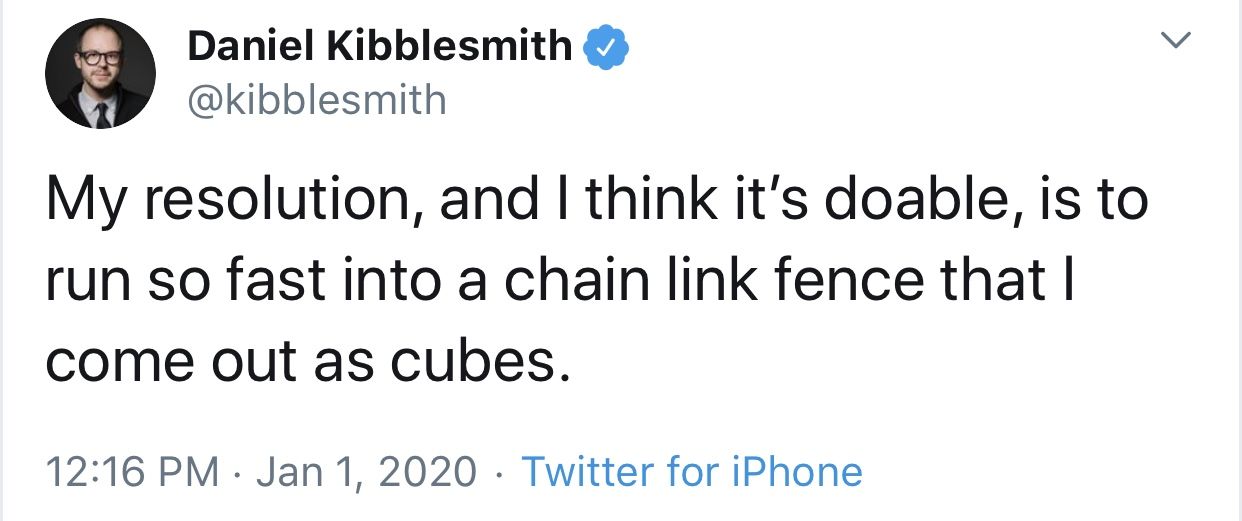 Daniel Kibblesmith
@kibblesmith
My resolution, and I think it’s doable, is to
run so fast into a chain link fence that I
come out as cubes.
12:16 PM · Jan 1, 2020 · Twitter for iPhone